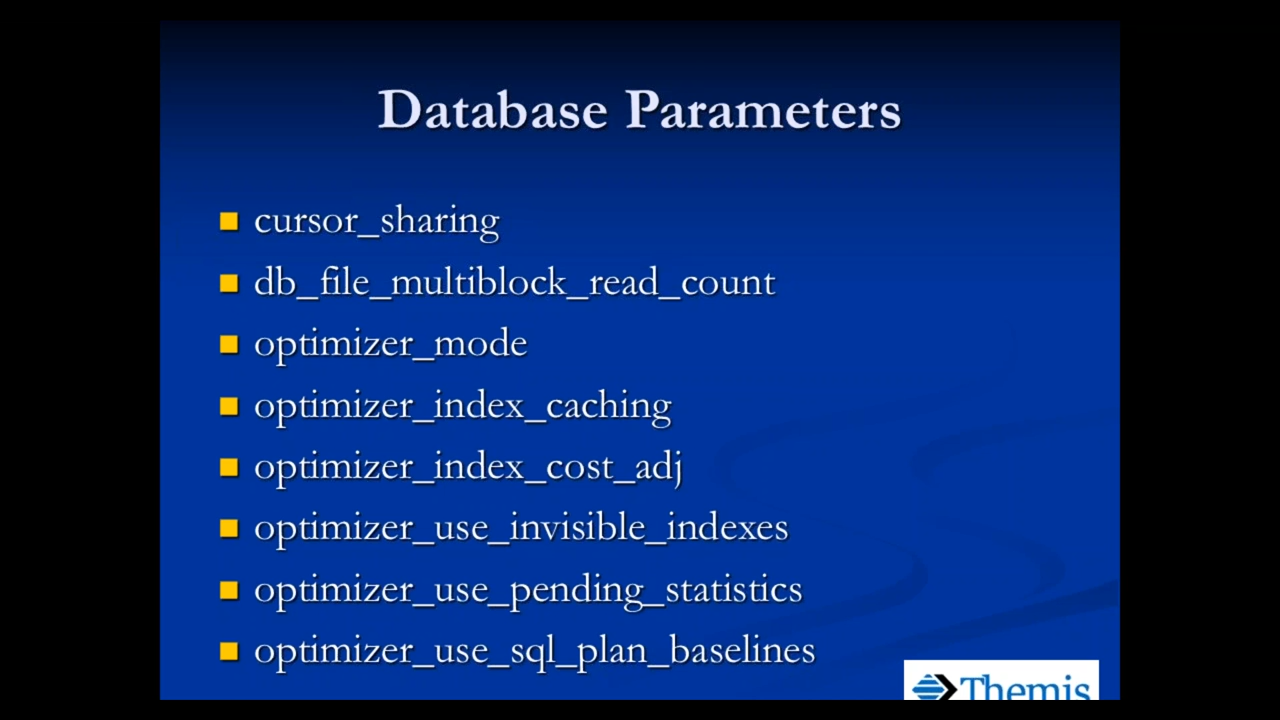 Database Parameters
cursor_sharing
db_file_multiblock_read_count
optimizer_mode
optimizer_index_caching
optimizer_index_cost_adj
optimizer_use_invisible_indexes
optimizer_use_pending_statistics
optimizer_use_sql_plan_baselines
Themis